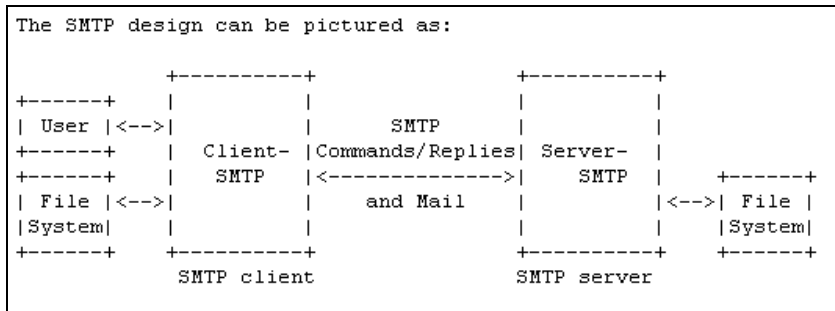 The SMTP design can be pictured as:
            +----------+                +----------+
+------+    |          |                |          |
| User |<-->|          |      SMTP      |          |
+------+    |  Client- |Commands/Replies| Server-  |
+------+    |   SMTP   |<-------------->|    SMTP  |    +------+
| File |<-->|          |    and Mail    |          |<-->| File |
|System|    |          |                |          |    |System|
+------+    +----------+                +----------+    +------+
             SMTP client                SMTP server